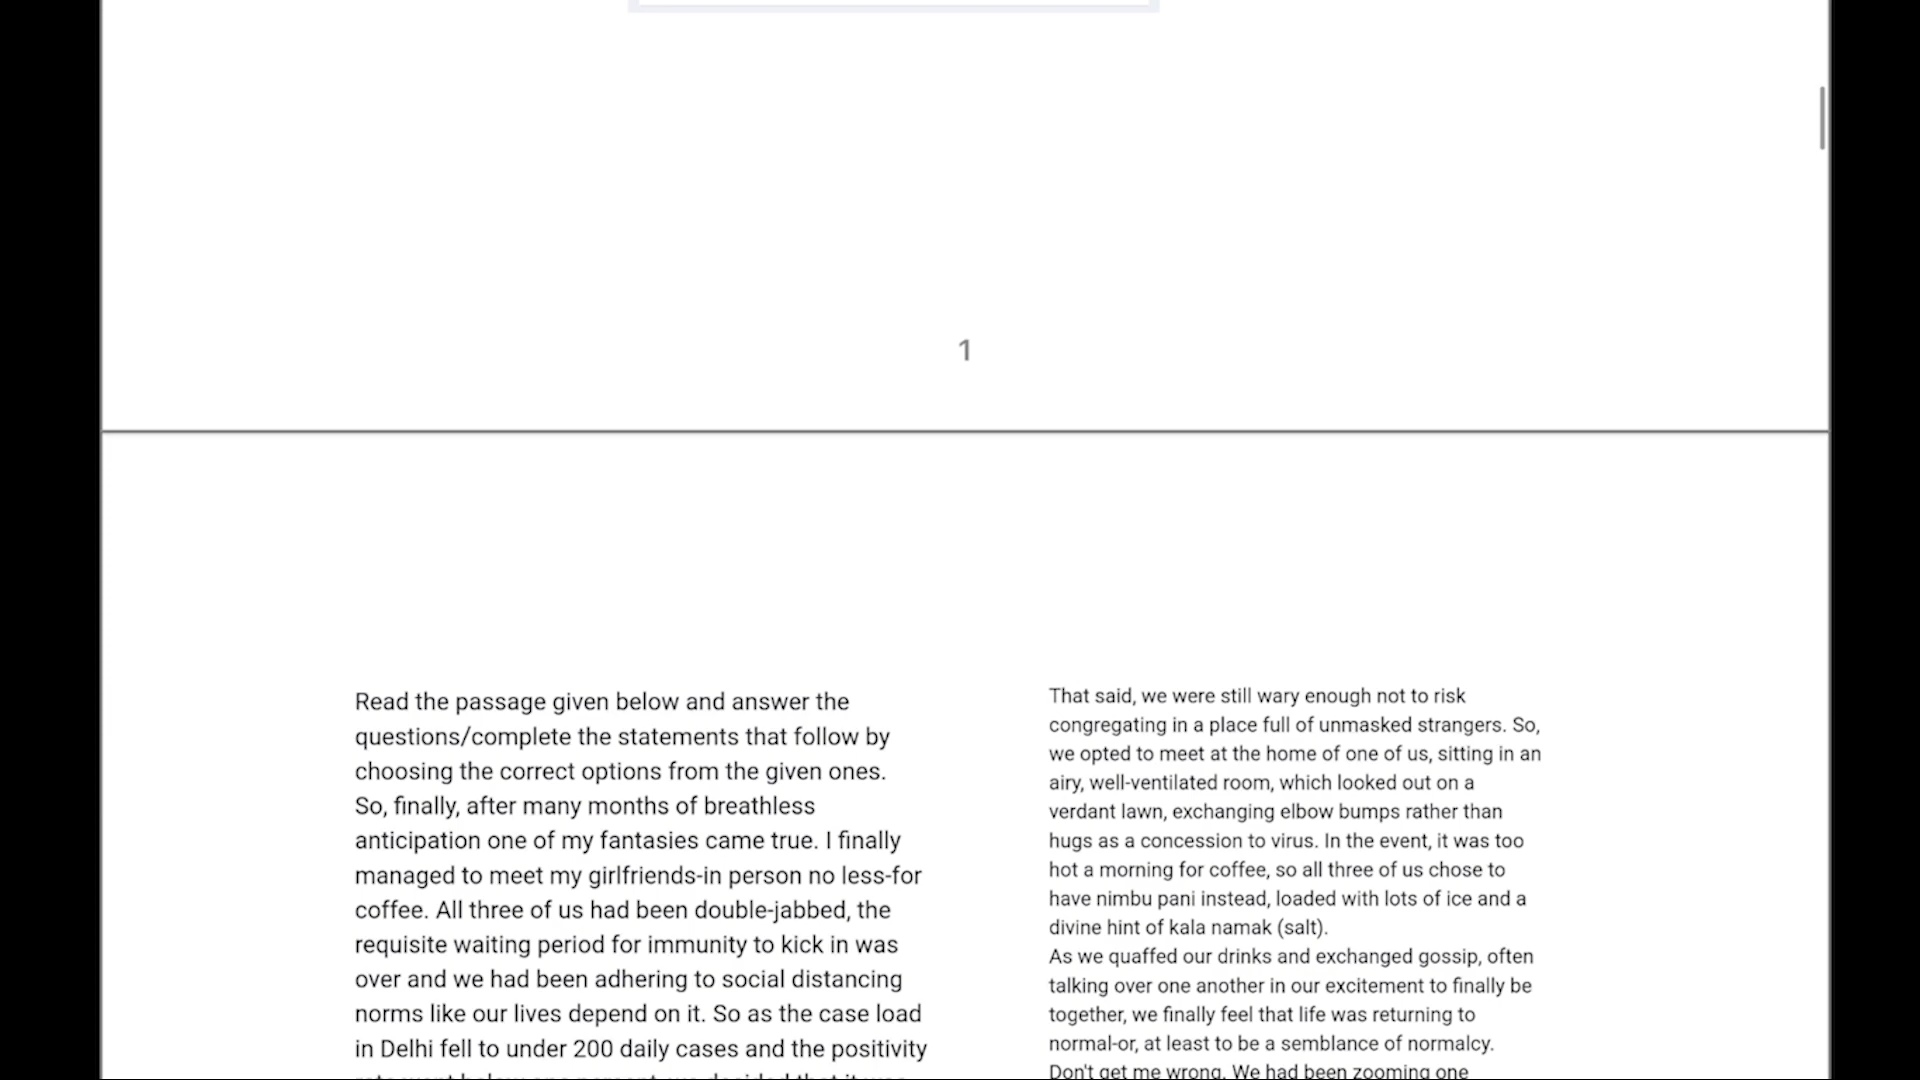 1
Read the passage given below and answer the
questions/complete the statements that follow by
choosing the correct options from the given ones.
So, finally, after many months of breathless
anticipation one of my fantasies came true. I finally
managed to meet my girlfriends-in person no less-for
coffee. All three of us had been double-jabbed, the
requisite waiting period for immunity to kick in was
over and we had been adhering to social distancing
norms like our lives depend on it. So as the case load
in Delhi fell to under 200 daily cases and the positivity
That said, we were still wary enough not to risk
congregating in a place full of unmasked strangers. So,
we opted to meet at the home of one of us, sitting in an
airy, well-ventilated room, which looked out on a
verdant lawn, exchanging elbow bumps rather than
hugs as a concession to virus. In the event, it was too
hot a morning for coffee, so all three of us chose to
have nimbu pani instead, loaded with lots of ice and a
divine hint of kala namak (salt).
As we quaffed our drinks and exchanged gossip, often
talking over one another in our excitement to finally be
together, we finally feel that life was returning to
normal-or, at least to be a semblance of normalcy.
Don't get me wrong. We had been zooming one